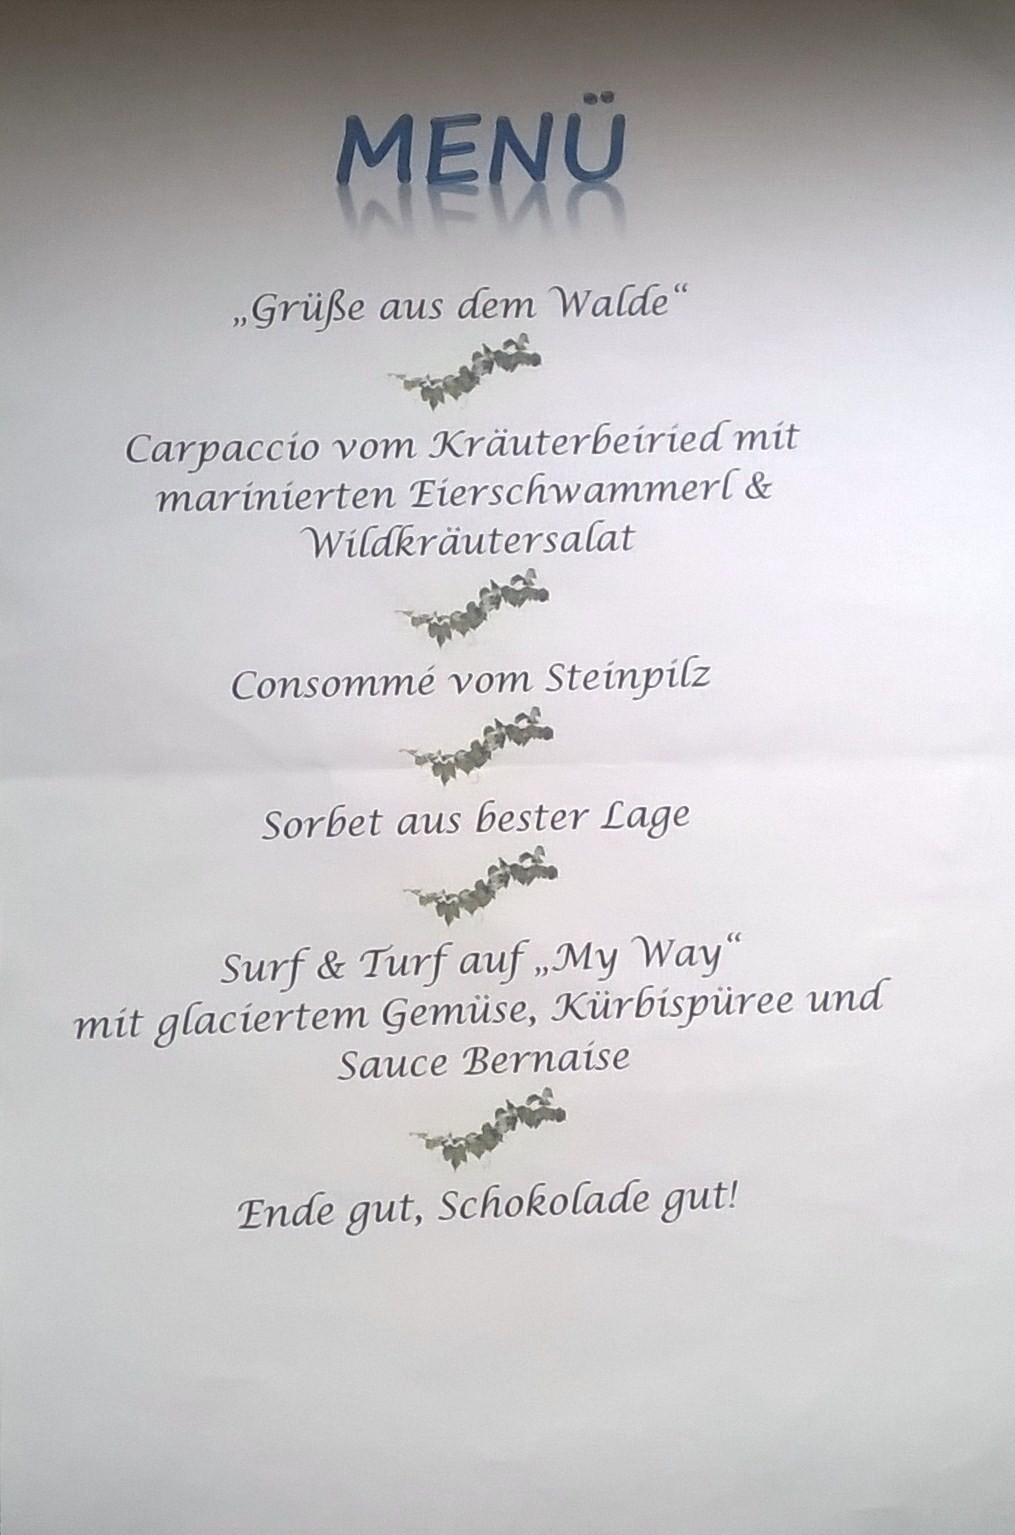 MENÜ
„Grüße aus dem Walde“
Carpaccio vom Kräuterbeiried mit
marinierten Eierschwammerl &
Wildkräutersalat
Consommé vom Steinpilz
Sorbet aus bester Lage
Surf & Turf auf „My Way“
mit glaciertem Gemüse, Kürbispüree und
Sauce Bernaise
Ende gut, Schokolade gut!